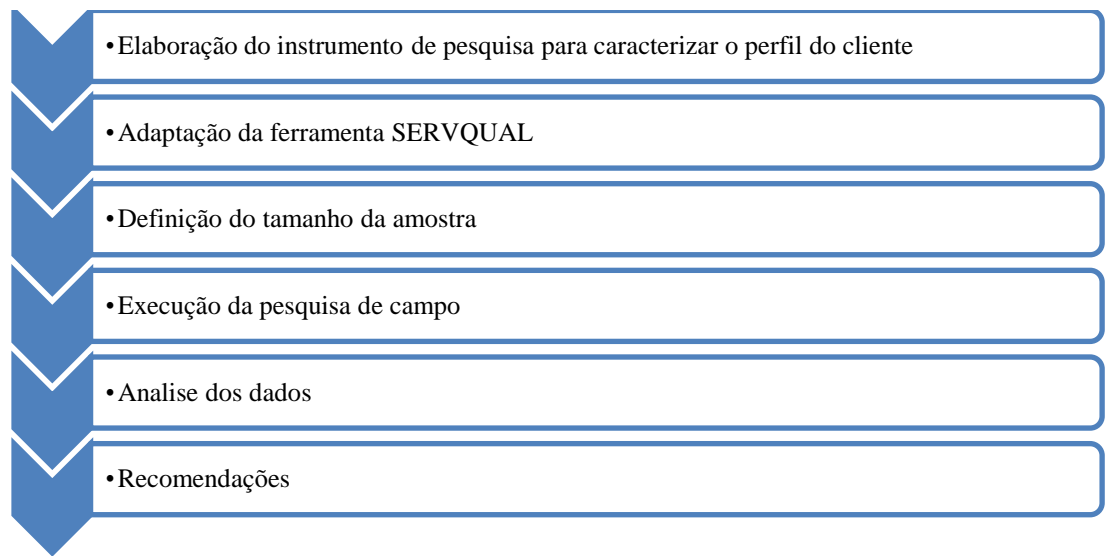 •Elaboração do instrumento de pesquisa para caracterizar o perfil do cliente
•Adaptação da ferramenta SERVQUAL
•Definição do tamanho da amostra
•Execução da pesquisa de campo
•Analise dos dados
•Recomendações